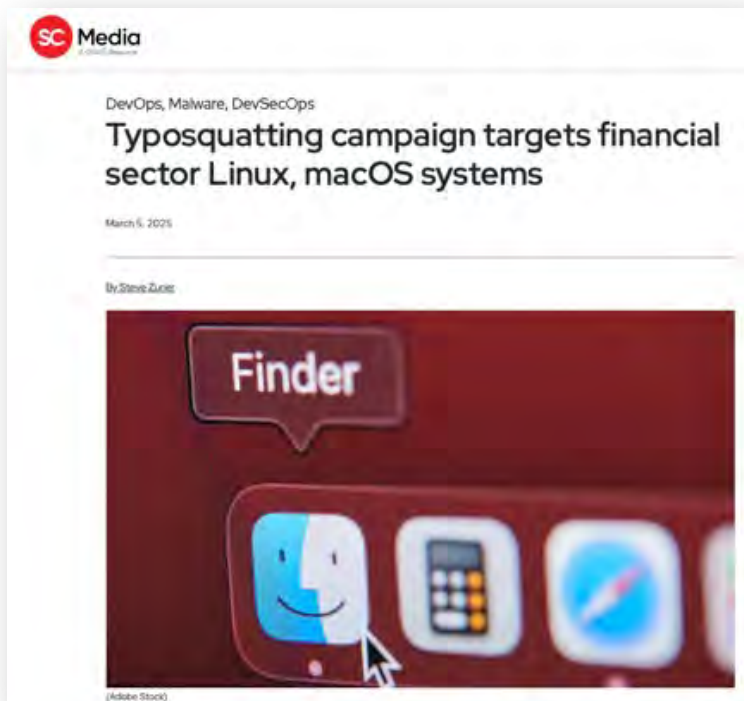 SC Media
DevOps, Malware, DevSecOps
Typosquatting campaign targets financial
sector Linux, macOS systems
March 5, 2025
By Steve Zurier
Finder
(Adobe Stock)